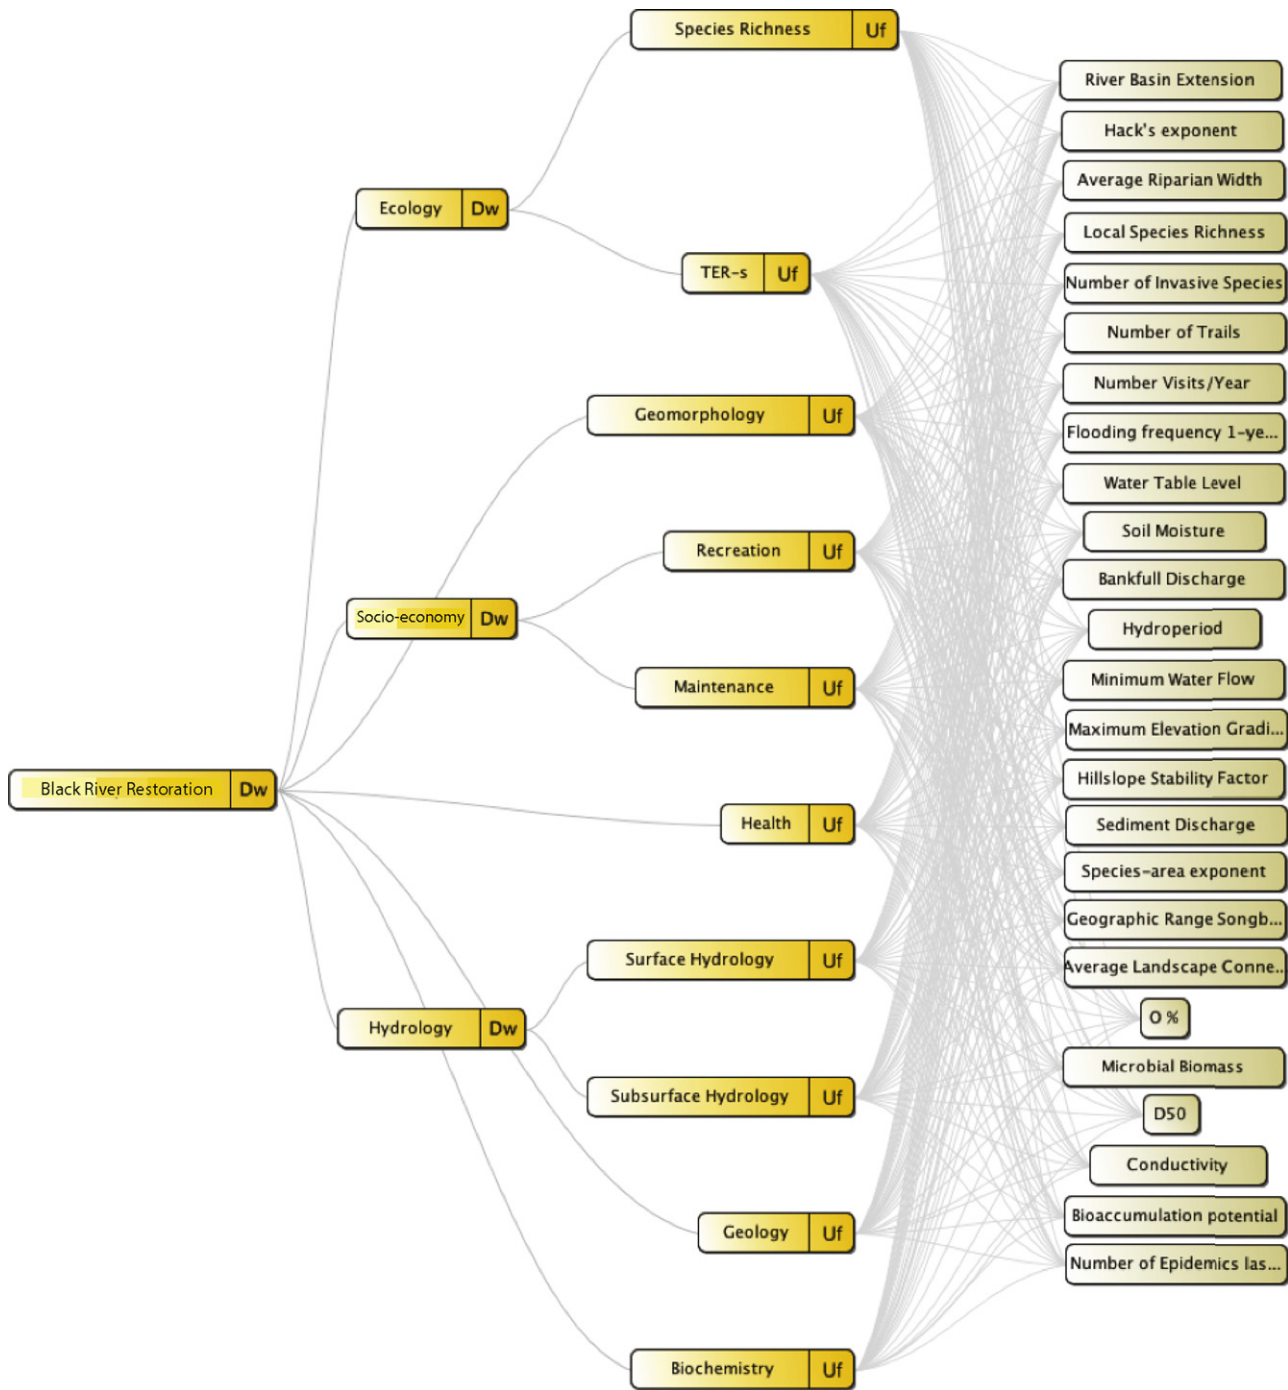 Species Richness Uf
River Basin Extension
Hack's exponent
Average Riparian Width
Ecology Dw
Local Species Richness
TER-s Uf
Number of Invasive Species
Number of Trails
Number Visits/Year
Geomorphology Uf
Flooding frequency 1-ye...
Water Table Level
Soil Moisture
Recreation Uf
Bankfull Discharge
Socio-economy Dw
Hydroperiod
Maintenance Uf
Minimum Water Flow
Maximum Elevation Gradi...
Black River Restoration Dw
Hillslope Stability Factor
Health Uf
Sediment Discharge
Species-area exponent
Geographic Range Songb...
Surface Hydrology Uf
Average Landscape Conne...
Hydrology Dw
O %
Microbial Biomass
Subsurface Hydrology Uf
D50
Conductivity
Bioaccumulation potential
Geology Uf
Number of Epidemics las...
Biochemistry Uf